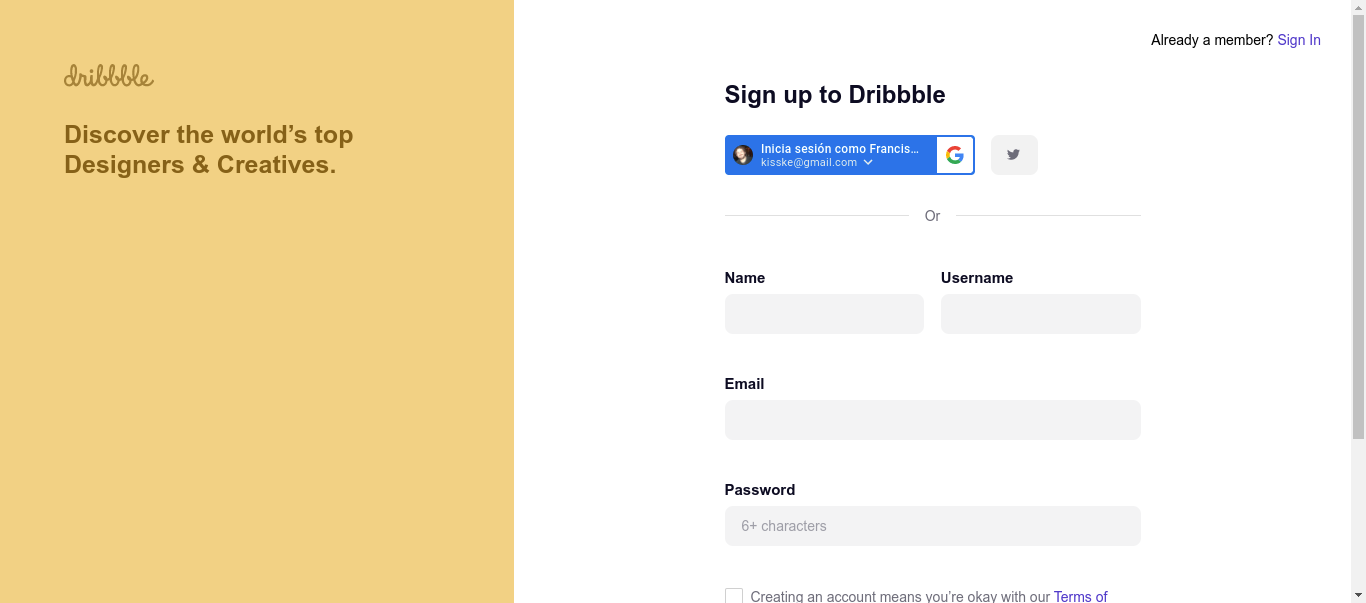 dribbble
Discover the world’s top
Designers & Creatives.
Already a member? Sign In
Sign up to Dribbble
Inicia sesión como Francis…
kisske@gmail.com
Or
Name
Username
Email
Password
6+ characters
Creating an account means you’re okay with our Terms of